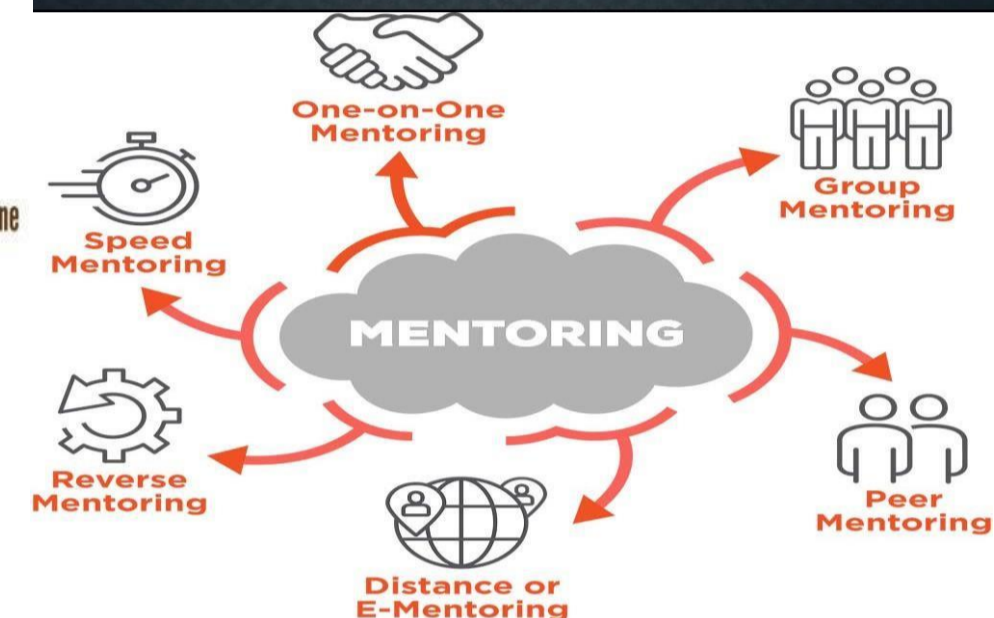 One-on-One
Mentoring
Group
Mentoring
Speed
Mentoring
MENTORING
Reverse
Mentoring
Peer
Mentoring
Distance or
E-Mentoring